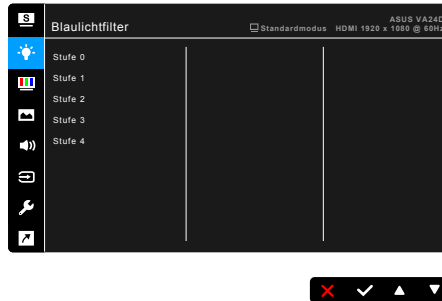 S
Blaulichtfilter
Standardmodus
ASUS VA24D
HDMI 1920 x 1080 @ 60Hz
Stufe 0
Stufe 1
Stufe 2
Stufe 3
Stufe 4